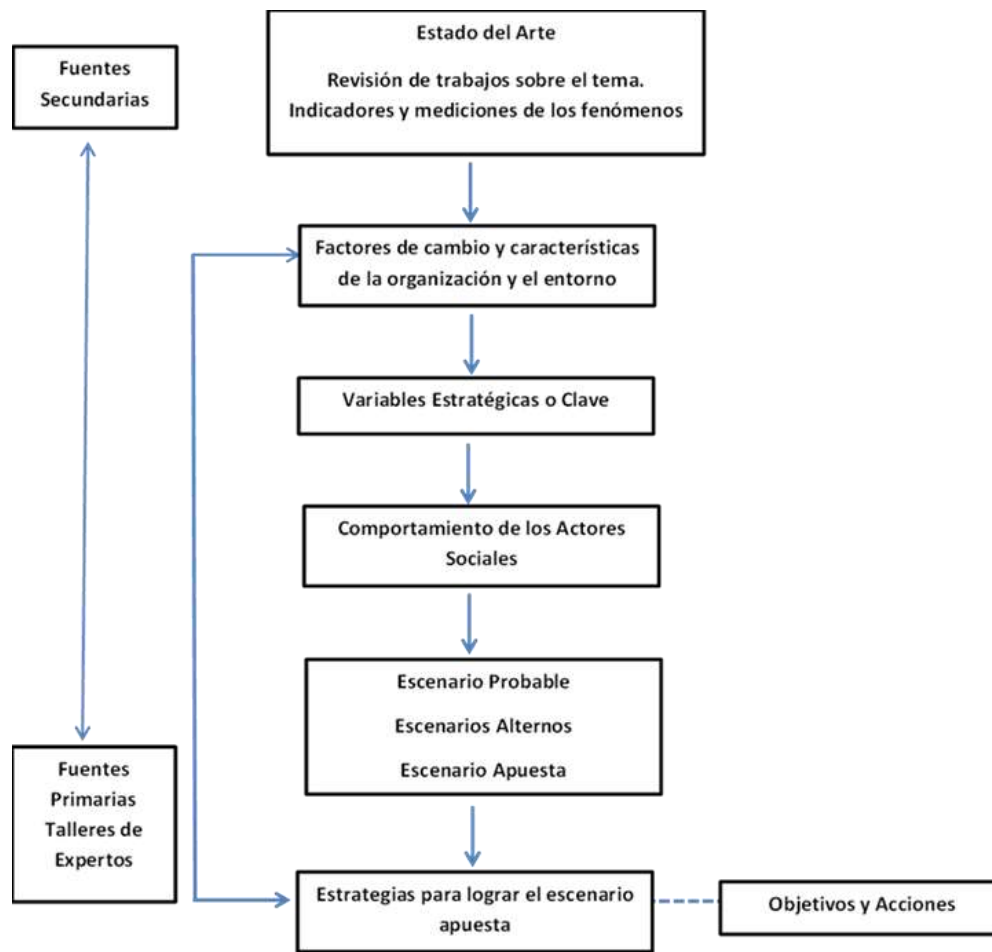 Estado del Arte
Revisión de trabajos sobre el tema.
Indicadores y mediciones de los fenómenos
Fuentes
Secundarias
Factores de cambio y características
de la organización y el entorno
Variables Estratégicas o Clave
Comportamiento de los Actores
Sociales
Escenario Probable
Escenarios Alternos
Escenario Apuesta
Fuentes
Primarias
Talleres de
Expertos
Estrategias para lograr el escenario
apuesta
Objetivos y Acciones